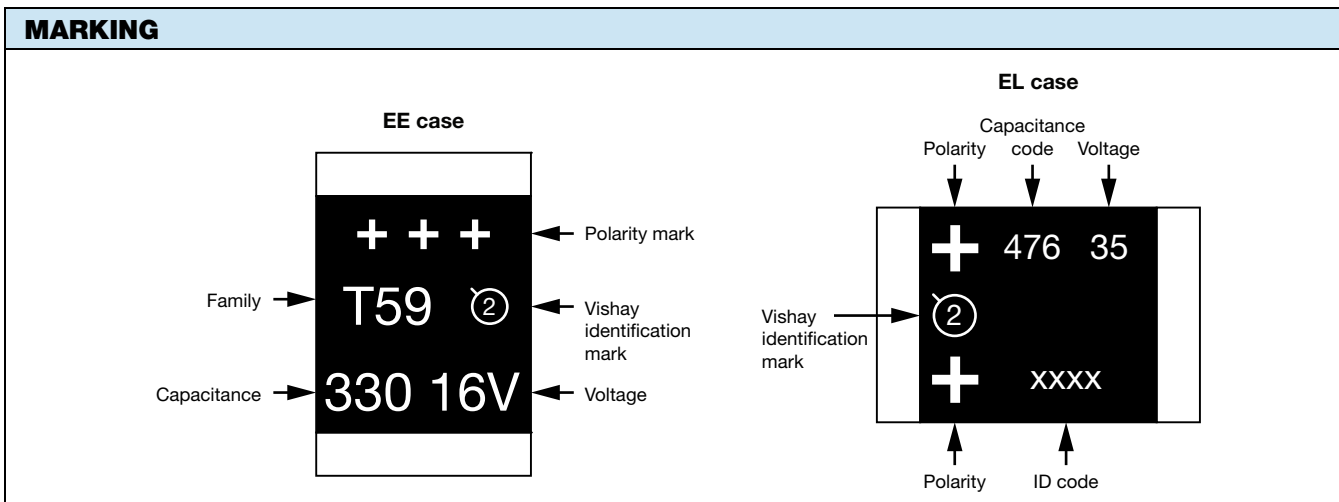 MARKING
EE case
+ + +
Polarity mark
Family
T59 2
Vishay
identification
mark
Capacitance
330 16V
Voltage
EL case
Polarity
Capacitance
code
Voltage
+ 476 35
Vishay
identification
mark
2
+ xxxx
Polarity
ID code